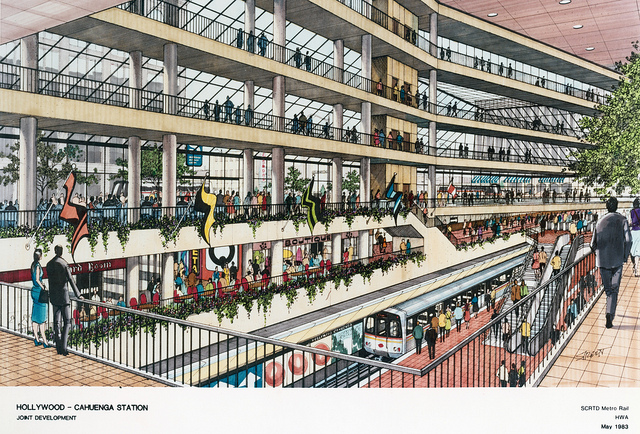 HOLLYWOOD – CAHUENGA STATION
JOINT DEVELOPMENT
SCRTD Metro Rail
HWA
May 1983